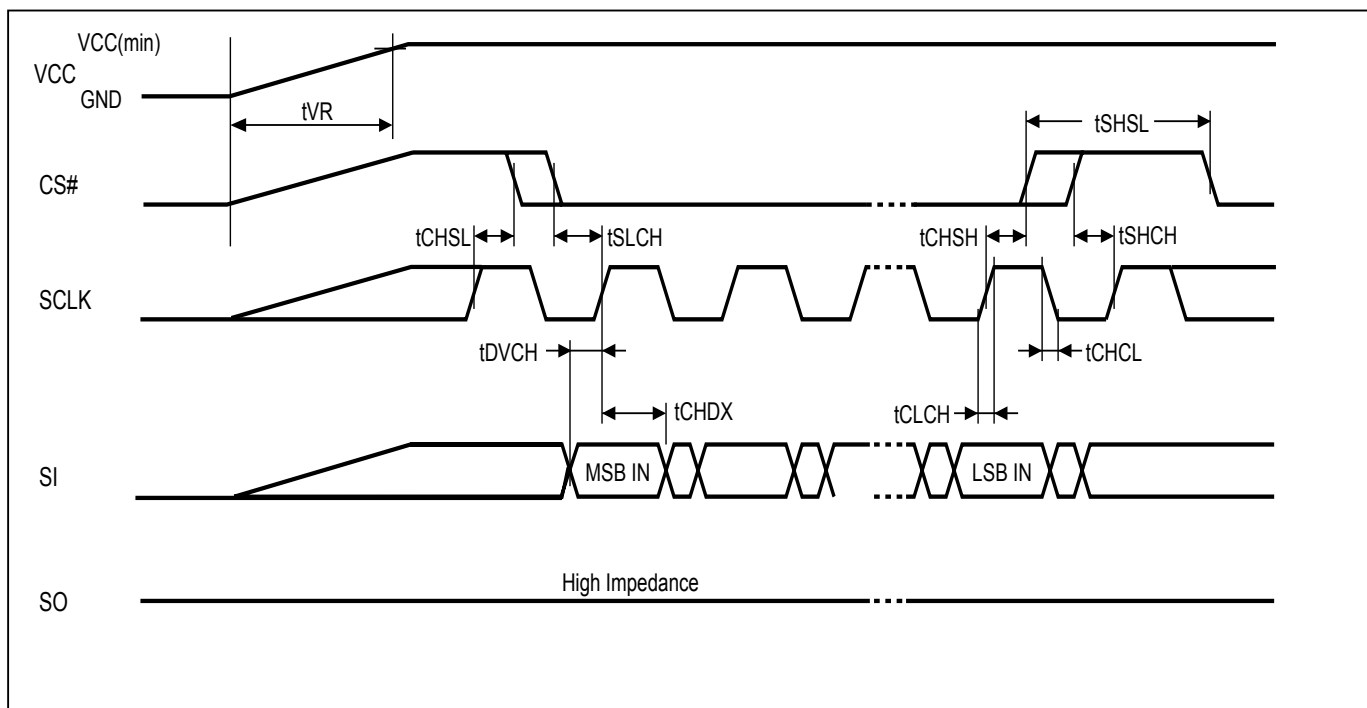 VCC(min)
VCC
GND
tVR
tSHSL
CS#
tCHSL
tSLCH
tCHSH
tSHCH
SCLK
tDVCH
tCHCL
tCHDX
tCLCH
SI
MSB IN
LSB IN
High Impedance
SO